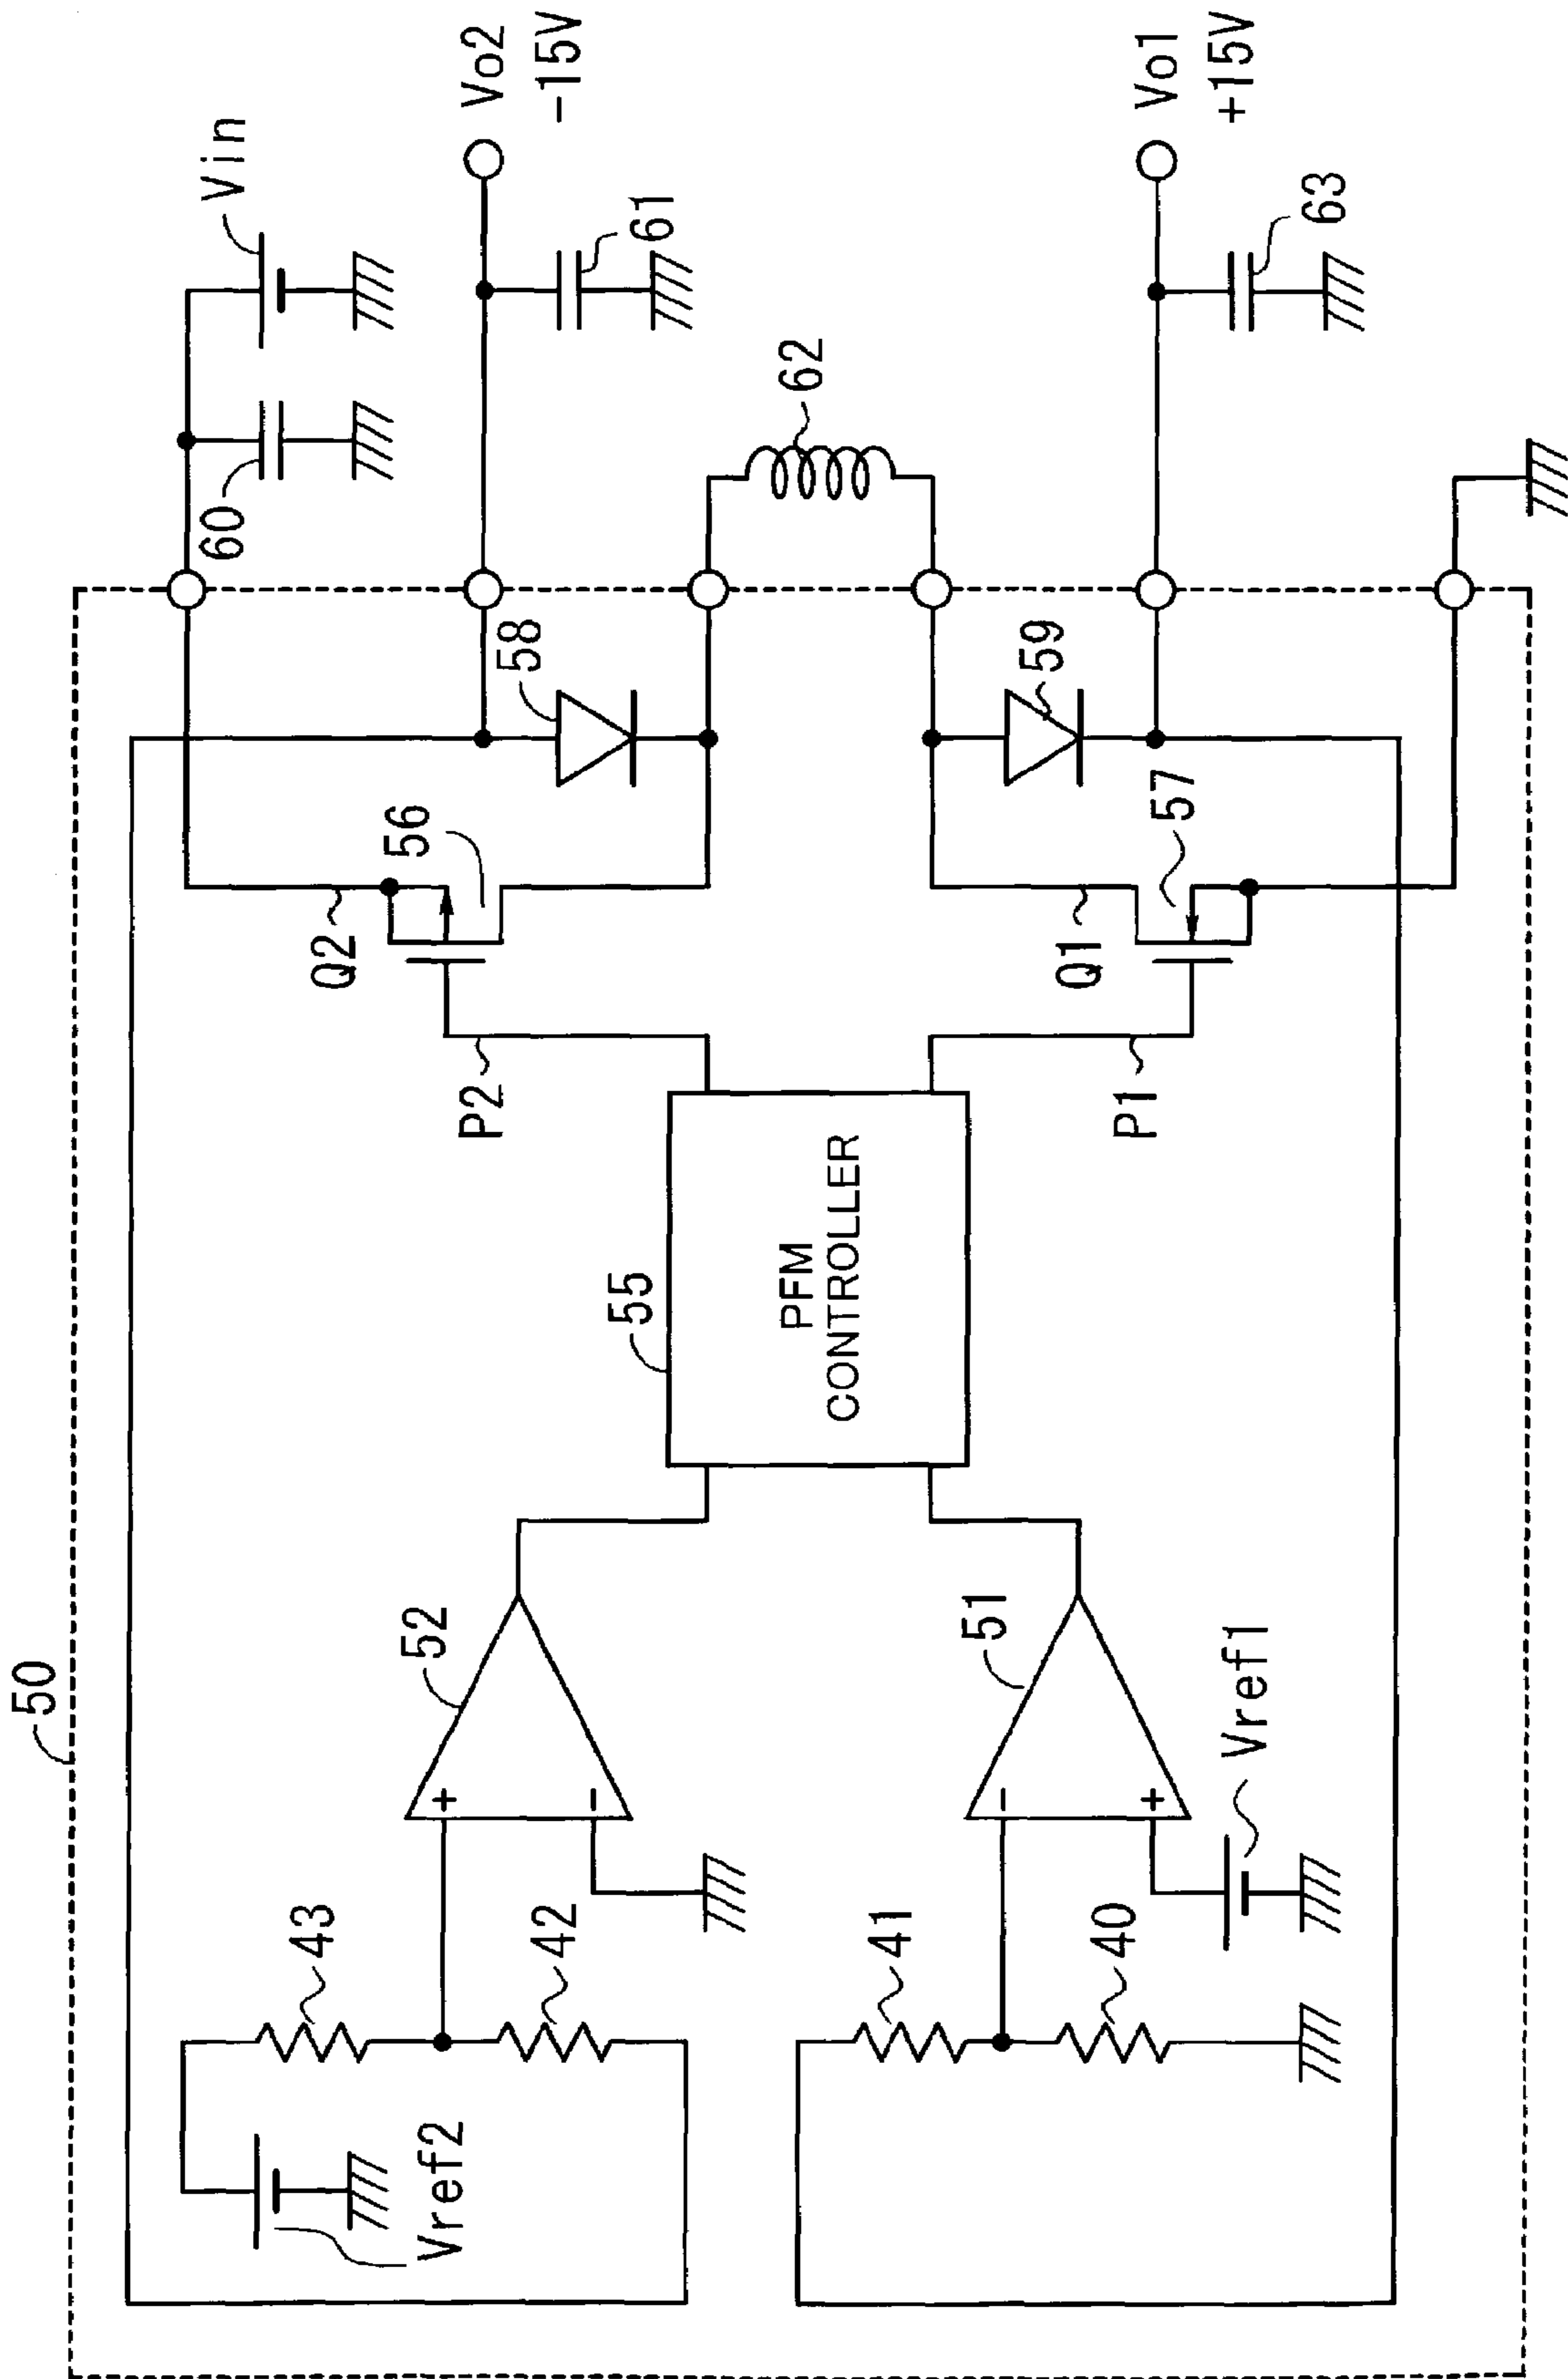 50
Vref2
43
42
52
41
40
51
Vref1
55
PFM
CONTROLLER
P2
P1
Q2
56
Q1
57
58
59
60
Vin
61
62
63
Vo2
-15V
Vo1
+15V
+
-
-
+